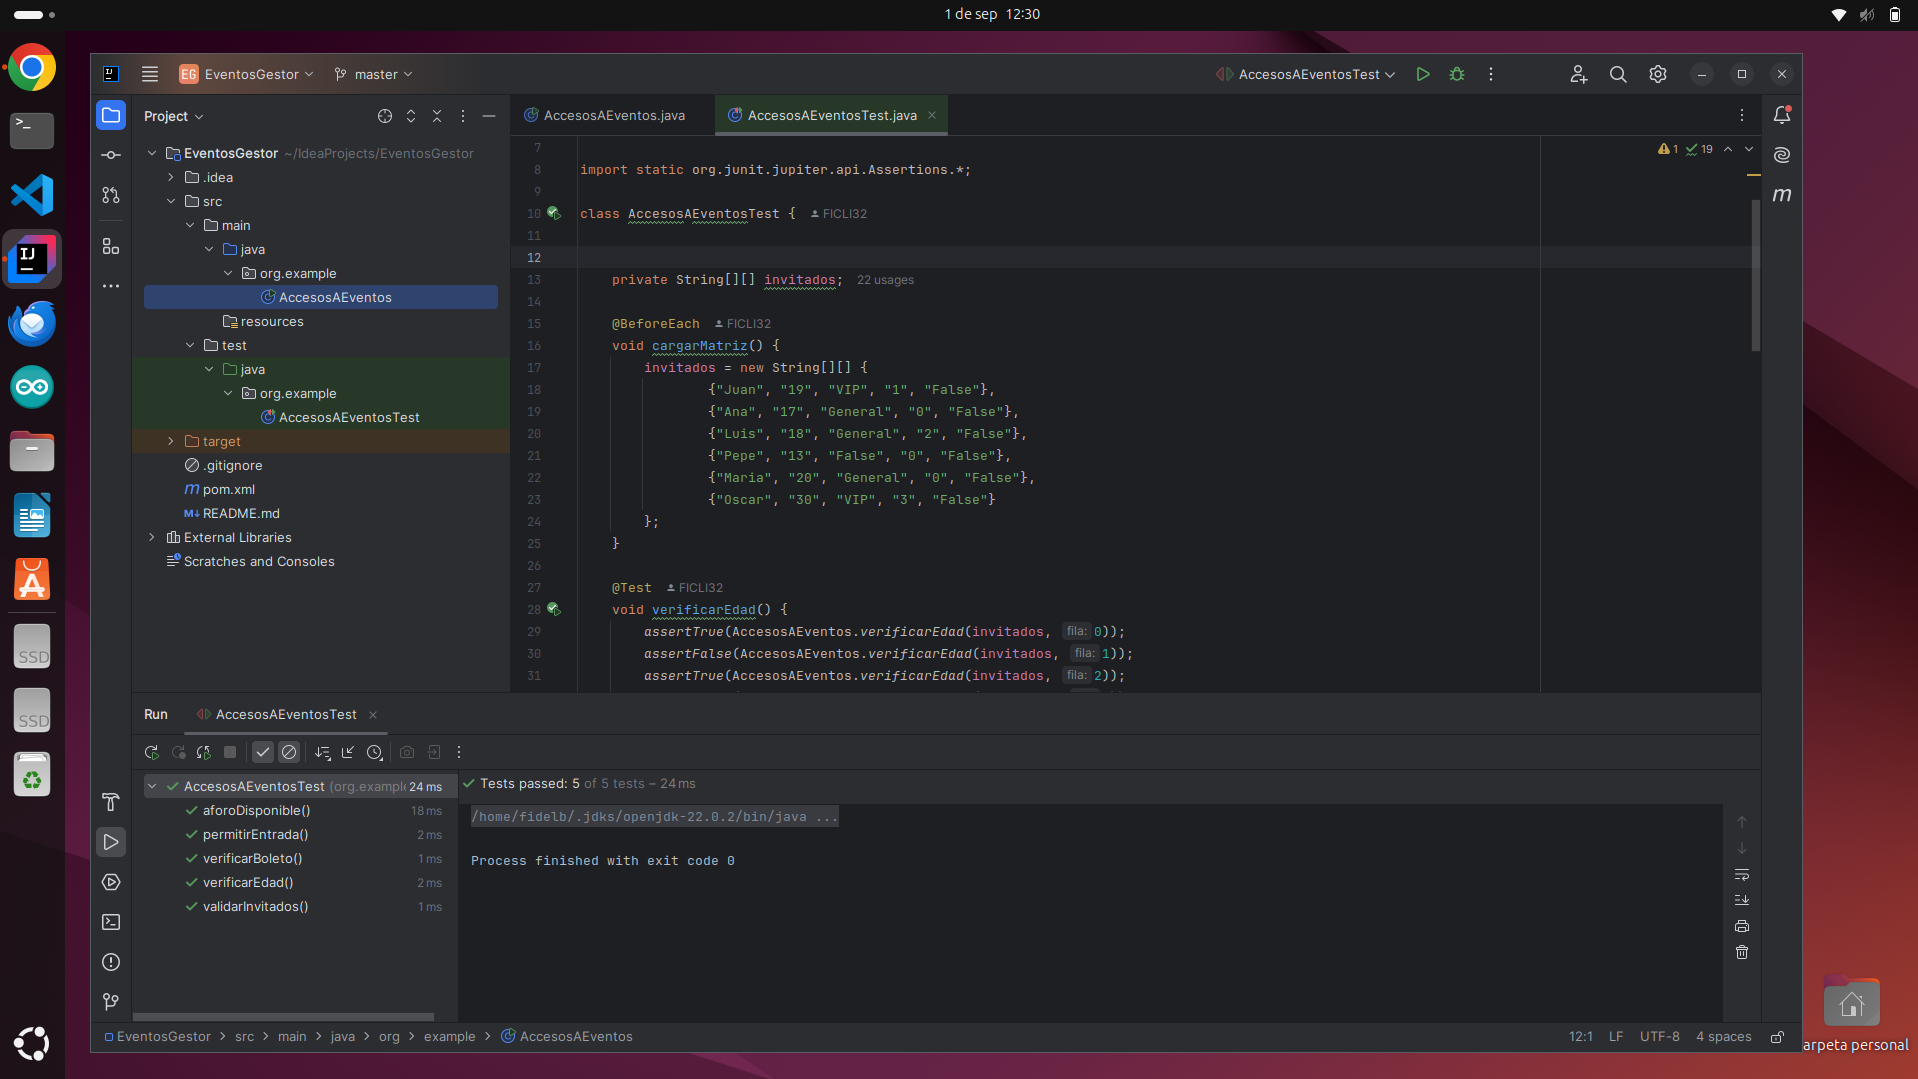 1 de sep 12:30
EG EventosGestor master
AccesosAEventosTest
Project
AccesosAEventos.java
AccesosAEventosTest.java
EventosGestor ~/IdeaProjects/EventosGestor
.idea
src
main
java
org.example
AccesosAEventos
resources
test
java
org.example
AccesosAEventosTest
target
.gitignore
m pom.xml
M↓ README.md
External Libraries
Scratches and Consoles
1 19
7
8 import static org.junit.jupiter.api.Assertions.*;
9
10 class AccesosAEventosTest { FICLI32
11
12
13 private String[][] invitados; 22 usages
14
15 @BeforeEach FICLI32
16 void cargarMatriz() {
17 invitados = new String[][] {
18 {"Juan", "19", "VIP", "1", "False"},
19 {"Ana", "17", "General", "0", "False"},
20 {"Luis", "18", "General", "2", "False"},
21 {"Pepe", "13", "False", "0", "False"},
22 {"Maria", "20", "General", "0", "False"},
23 {"Oscar", "30", "VIP", "3", "False"}
24 };
25 }
26
27 @Test FICLI32
28 void verificarEdad() {
29 assertTrue(AccesosAEventos.verificarEdad(invitados, fila: 0));
30 assertFalse(AccesosAEventos.verificarEdad(invitados, fila: 1));
31 assertTrue(AccesosAEventos.verificarEdad(invitados, fila: 2));
m
Run AccesosAEventosTest
AccesosAEventosTest (org.example 24 ms
aforoDisponible() 18 ms
permitirEntrada() 2 ms
verificarBoleto() 1 ms
verificarEdad() 2 ms
validarInvitados() 1 ms
Tests passed: 5 of 5 tests – 24 ms
/home/fidelb/.jdks/openjdk-22.0.2/bin/java ...
Process finished with exit code 0
EventosGestor > src > main > java > org > example > AccesosAEventos
12:1 LF UTF-8 4 spaces
arpeta personal
IJ
>_
IJ
SSD
SSD